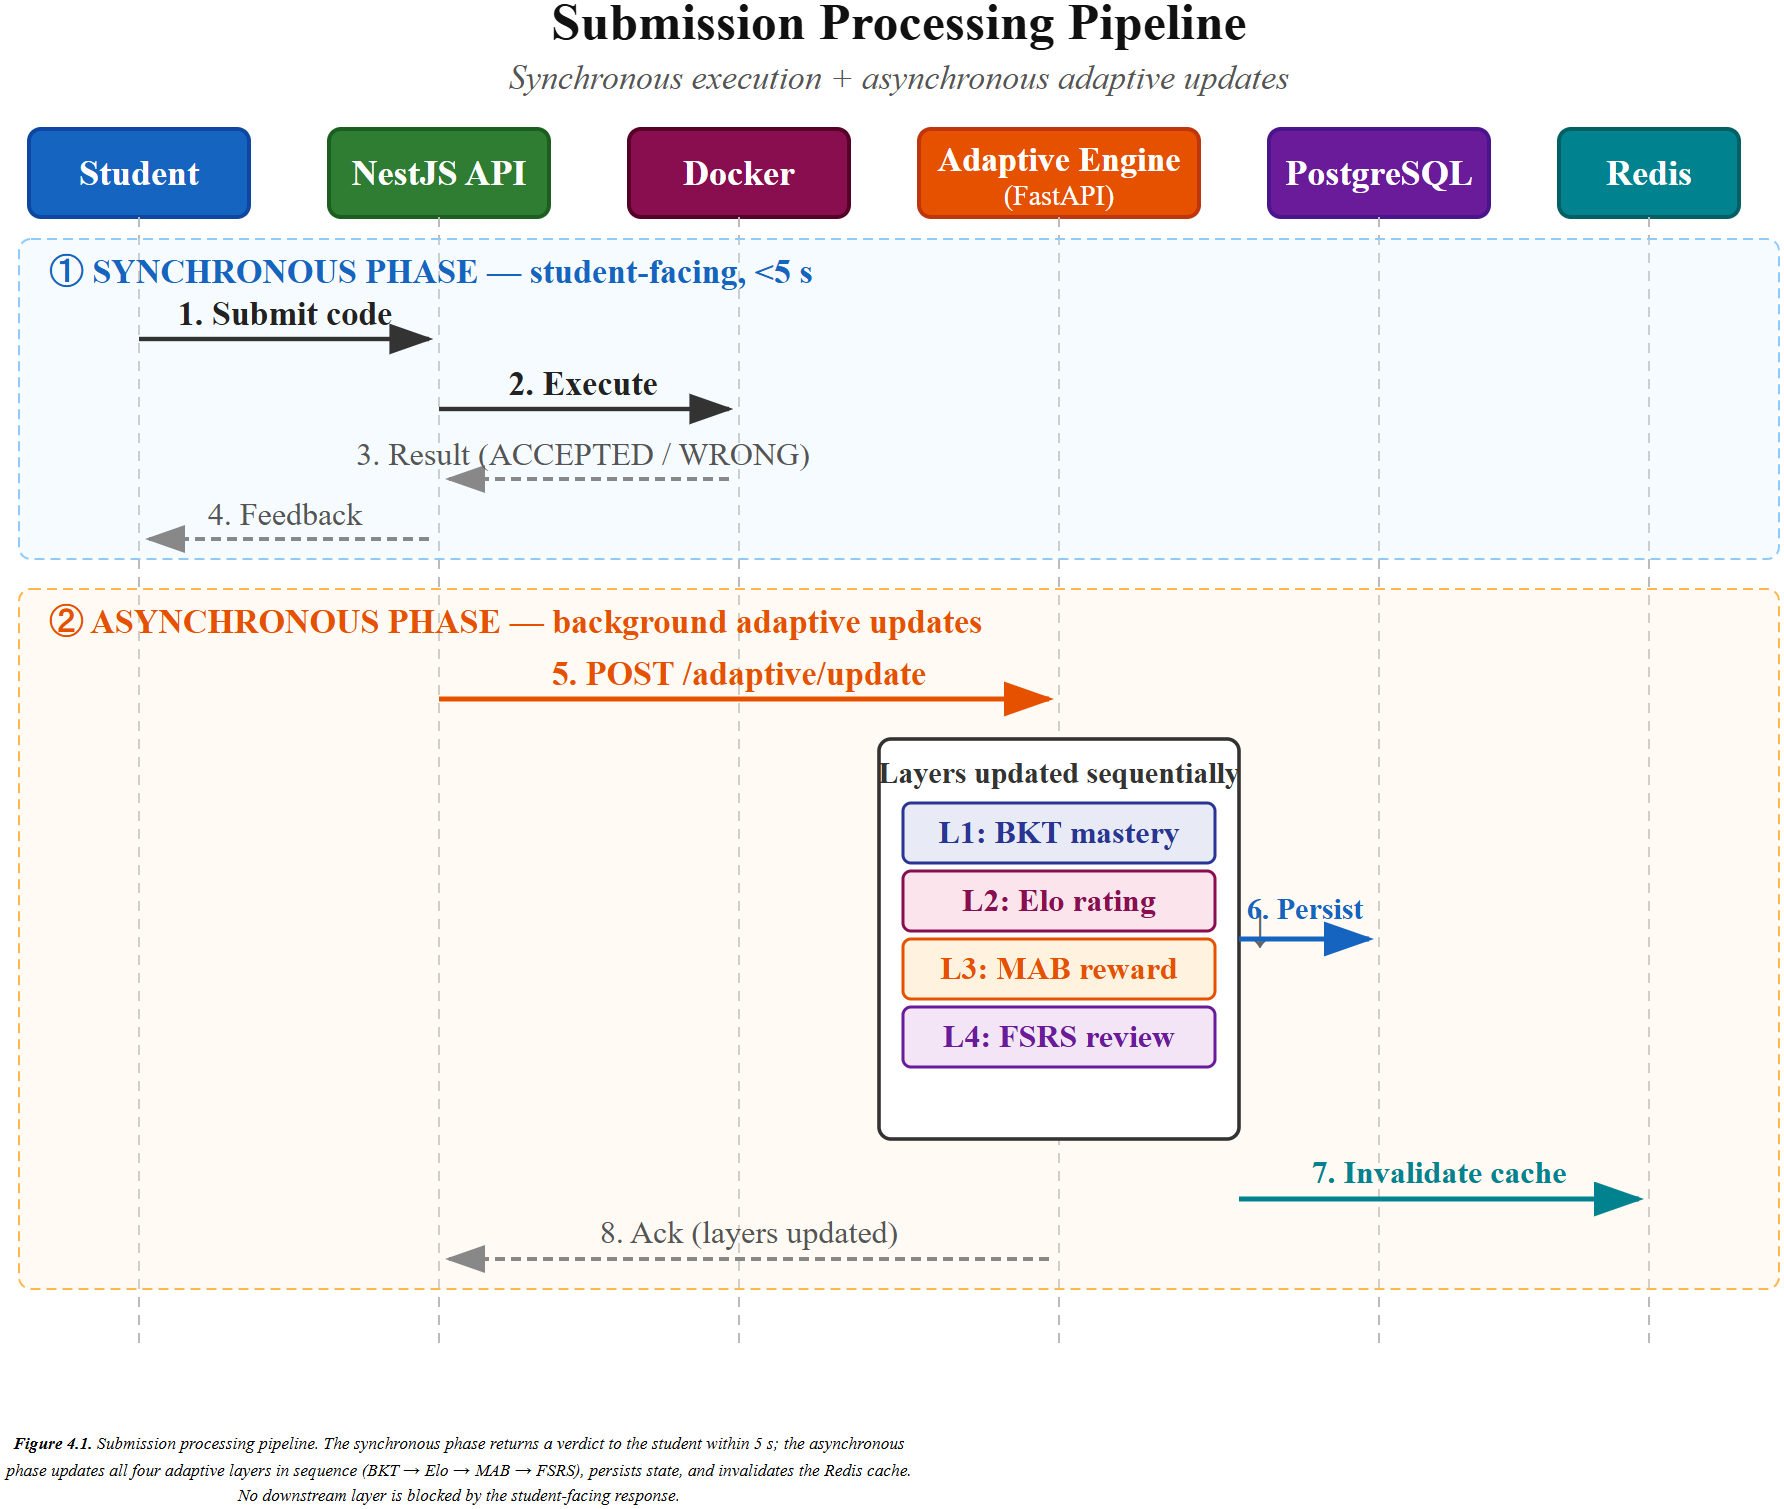 Submission Processing Pipeline
Synchronous execution + asynchronous adaptive updates
Student
NestJS API
Docker
Adaptive Engine
(FastAPI)
PostgreSQL
Redis
① SYNCHRONOUS PHASE — student-facing, <5 s
1. Submit code
2. Execute
3. Result (ACCEPTED / WRONG)
4. Feedback
② ASYNCHRONOUS PHASE — background adaptive updates
5. POST /adaptive/update
Layers updated sequentially
L1: BKT mastery
L2: Elo rating
6. Persist
L3: MAB reward
L4: FSRS review
7. Invalidate cache
8. Ack (layers updated)
Figure 4.1. Submission processing pipeline. The synchronous phase returns a verdict to the student within 5 s; the asynchronous
phase updates all four adaptive layers in sequence (BKT → Elo → MAB → FSRS), persists state, and invalidates the Redis cache.
No downstream layer is blocked by the student-facing response.